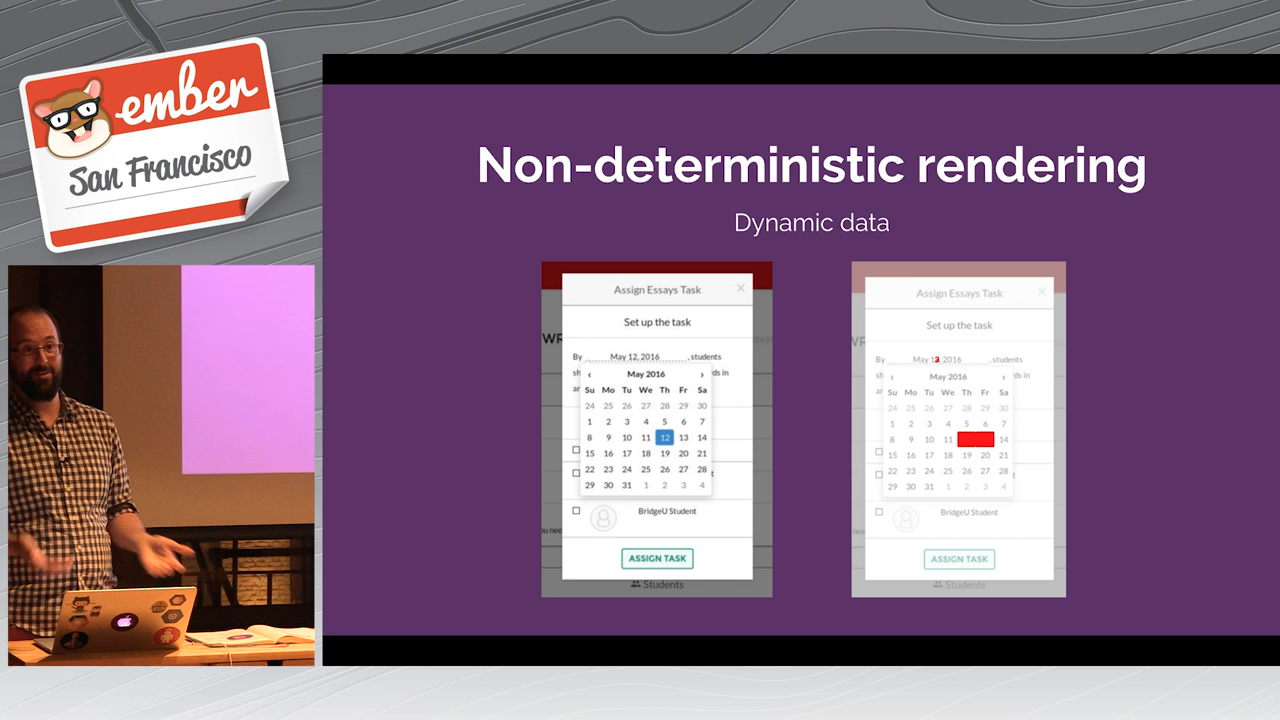 ember
San Francisco
Non-deterministic rendering
Dynamic data
Assign Essays Task ×
Set up the task
By May 12, 2016 , students
‹ May 2016 ›
Su Mo Tu We Th Fr Sa
24 25 26 27 28 29 30
1 2 3 4 5 6 7
8 9 10 11 12 13 14
15 16 17 18 19 20 21
22 23 24 25 26 27 28
29 30 31 1 2 3 4
BridgeU Student
ASSIGN TASK
Students
Assign Essays Task ×
Set up the task
By May 2016 , students
‹ May 2016 ›
Su Mo Tu We Th Fr Sa
24 25 26 27 28 29 30
1 2 3 4 5 6 7
8 9 10 11 14
15 16 17 18 19 20 21
22 23 24 25 26 27 28
29 30 31 1 2 3 4
BridgeU Student
ASSIGN TASK
Students